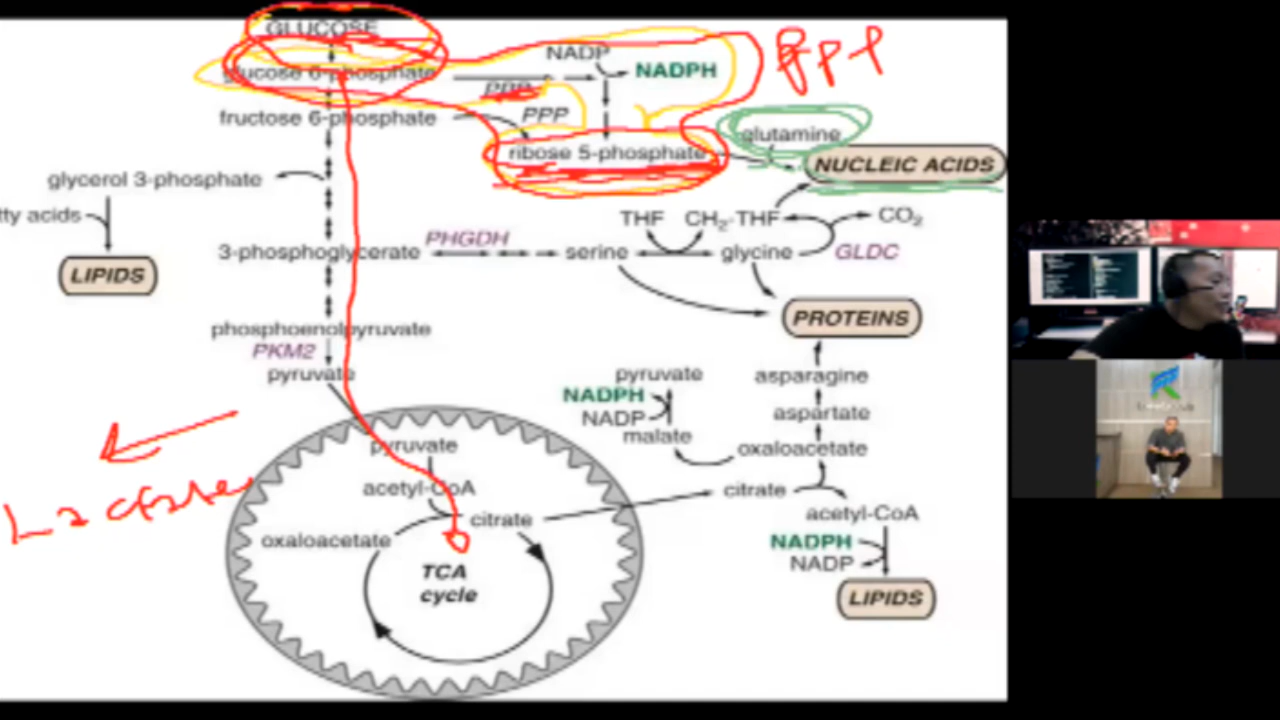 GLUCOSE
glucose 6-phosphate
NADP
NADPH
PPP
PPP
PPP
fructose 6-phosphate
glutamine
ribose 5-phosphate
NUCLEIC ACIDS
glycerol 3-phosphate
tty acids
THF
CH2-THF
CO2
3-phosphoglycerate
PHGDH
serine
glycine
GLDC
LIPIDS
PROTEINS
phosphoenolpyruvate
PKM2
pyruvate
pyruvate
NADPH
NADP
malate
asparagine
aspartate
oxaloacetate
Lactate
pyruvate
acetyl-CoA
citrate
oxaloacetate
TCA
cycle
citrate
acetyl-CoA
NADPH
NADP
LIPIDS